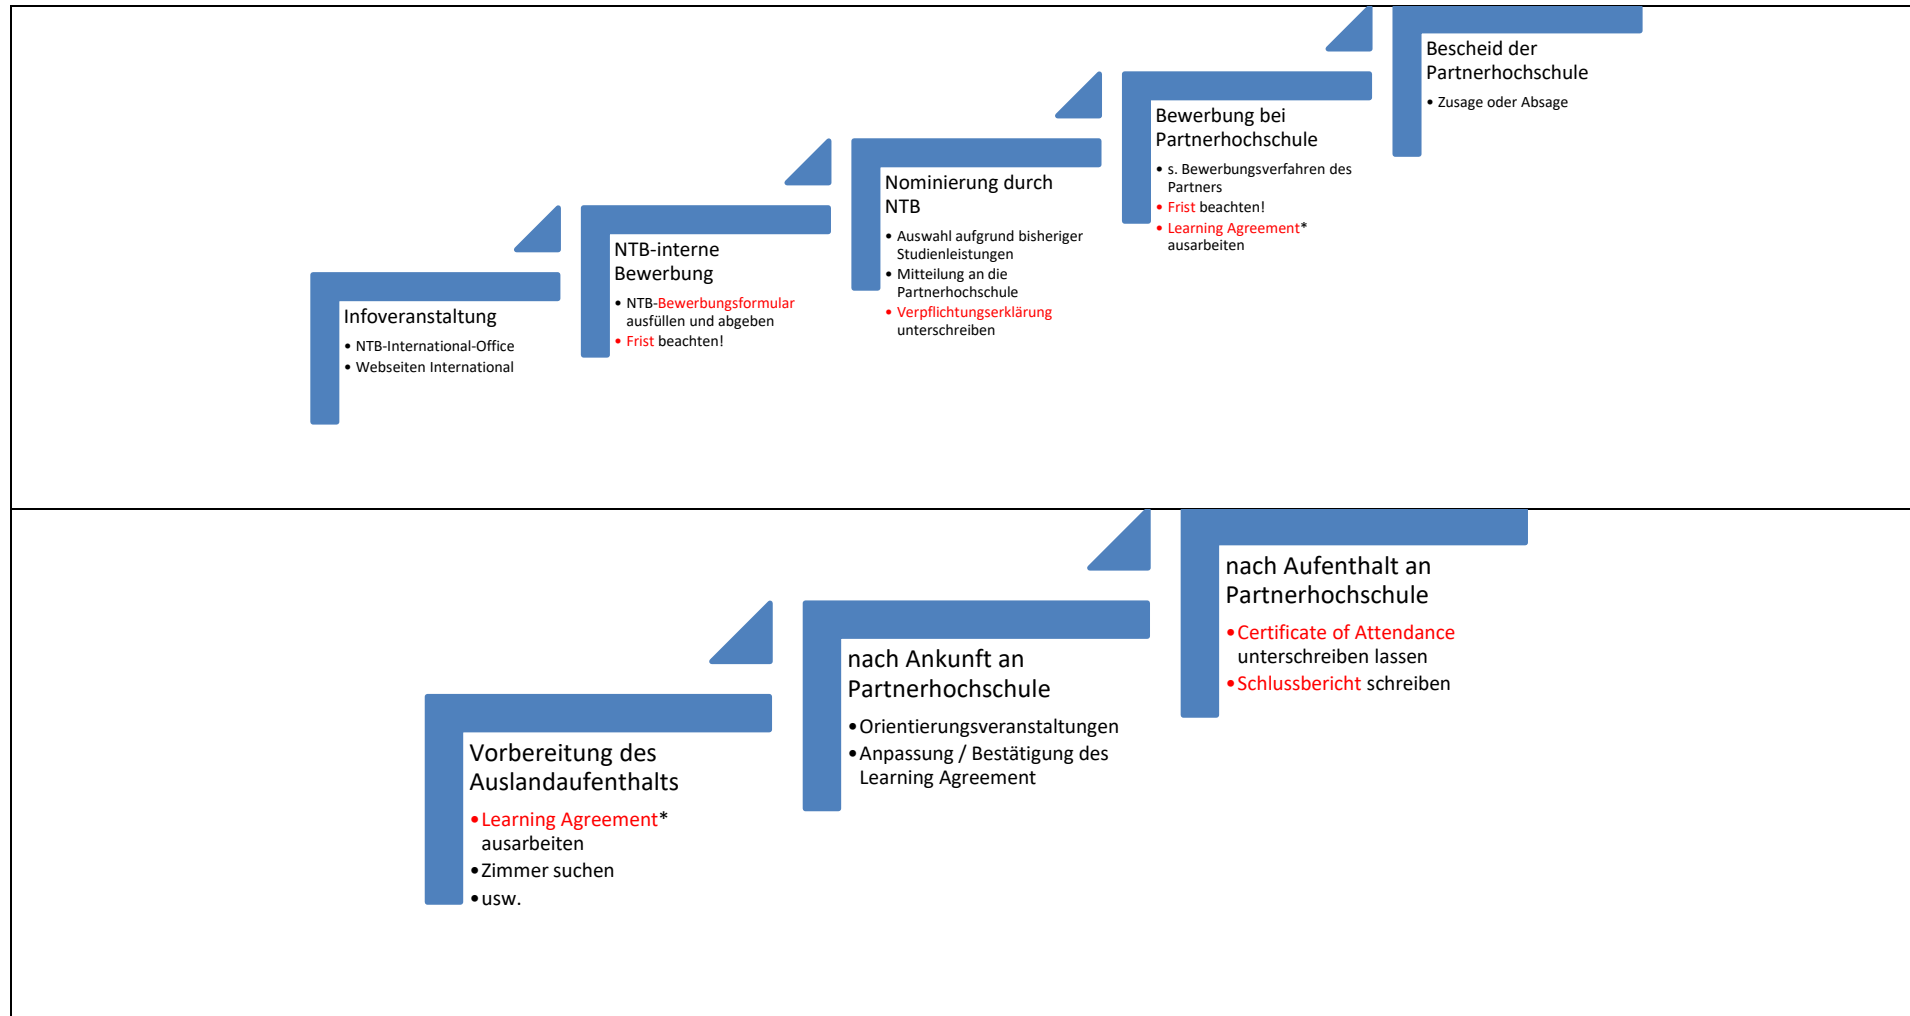 Infoveranstaltung
• NTB-International-Office
• Webseiten International
NTB-interne
Bewerbung
• NTB-Bewerbungsformular
ausfüllen und abgeben
• Frist beachten!
Nominierung durch
NTB
• Auswahl aufgrund bisheriger
Studienleistungen
• Mitteilung an die
Partnerhochschule
• Verpflichtungserklärung
unterschreiben
Bewerbung bei
Partnerhochschule
• s. Bewerbungsverfahren des
Partners
• Frist beachten!
• Learning Agreement*
ausarbeiten
Bescheid der
Partnerhochschule
• Zusage oder Absage
Vorbereitung des
Auslandaufenthalts
• Learning Agreement*
ausarbeiten
• Zimmer suchen
• usw.
nach Ankunft an
Partnerhochschule
• Orientierungsveranstaltungen
• Anpassung / Bestätigung des
Learning Agreement
nach Aufenthalt an
Partnerhochschule
• Certificate of Attendance
unterschreiben lassen
• Schlussbericht schreiben